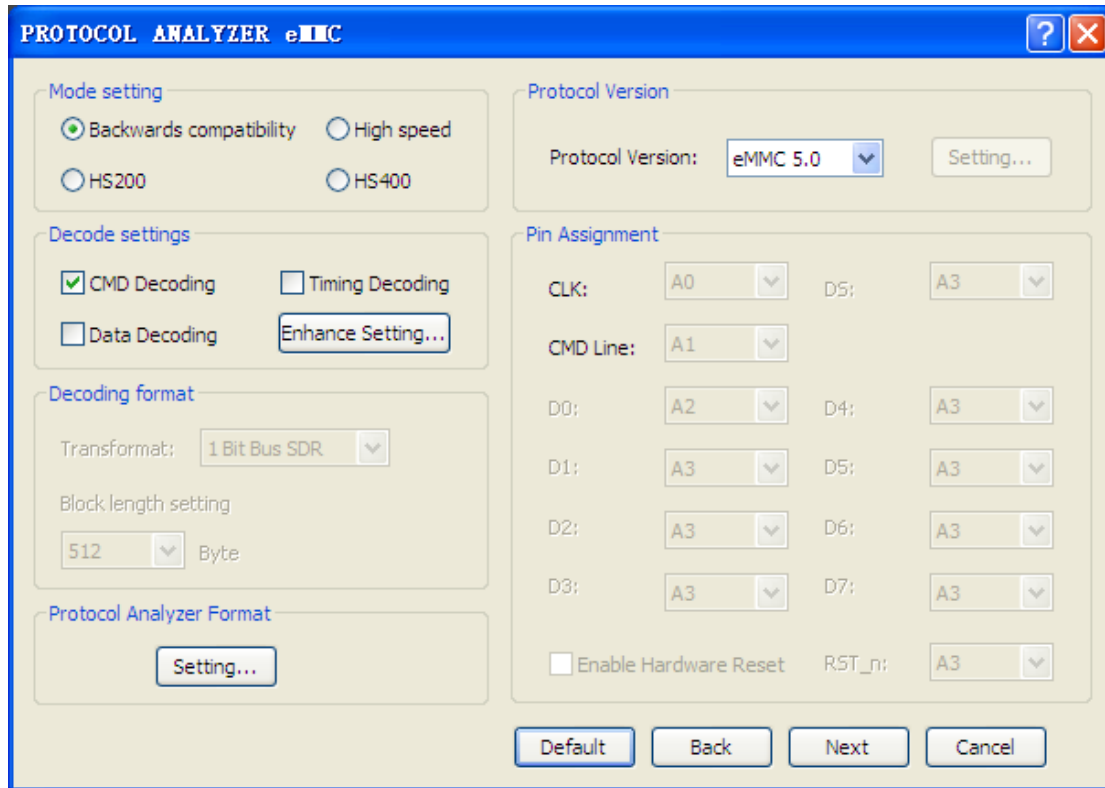 PROTOCOL ANALYZER eMMC
Mode setting
Backwards compatibility High speed
HS200 HS400
Decode settings
CMD Decoding Timing Decoding
Data Decoding Enhance Setting...
Decoding format
Transformat: 1 Bit Bus SDR
Block length setting
512 Byte
Protocol Analyzer Format
Setting...
Protocol Version
Protocol Version: eMMC 5.0 Setting...
Pin Assignment
CLK: A0 DS: A3
CMD Line: A1
D0: A2 D4: A3
D1: A3 D5: A3
D2: A3 D6: A3
D3: A3 D7: A3
Enable Hardware Reset RST_n: A3
Default Back Next Cancel